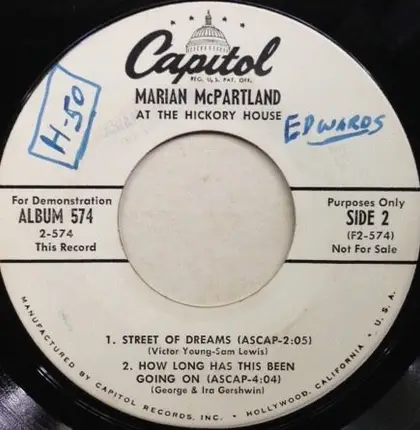 Capitol
REG. U.S. PAT. OFF.
MARIAN McPARTLAND
AT THE HICKORY HOUSE
H-50
EDWARDS
For Demonstration
ALBUM 574
2-574
This Record
Purposes Only
SIDE 2
(F2-574)
Not For Sale
1. STREET OF DREAMS (ASCAP-2:05)
(Victor Young-Sam Lewis)
2. HOW LONG HAS THIS BEEN
GOING ON (ASCAP-4:04)
(George & Ira Gershwin)
MANUFACTURED BY CAPITOL RECORDS, INC. • HOLLYWOOD, CALIFORNIA • U.S.A.